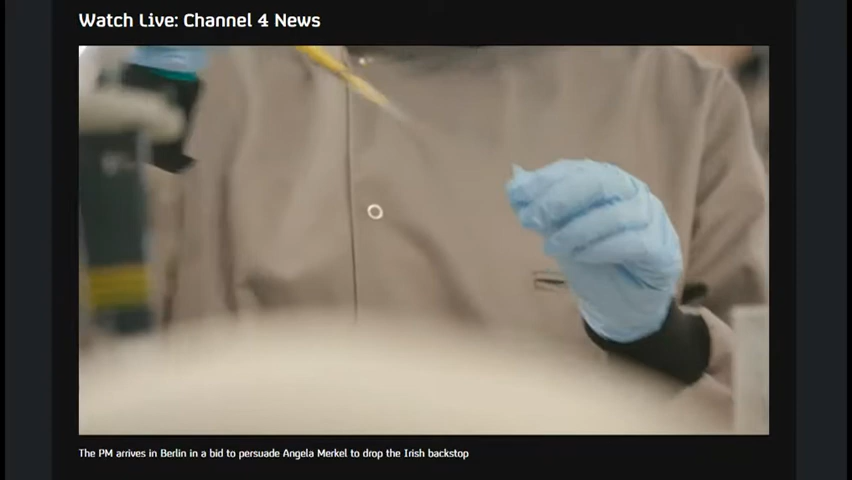 Watch Live: Channel 4 News
The PM arrives in Berlin in a bid to persuade Angela Merkel to drop the Irish backstop